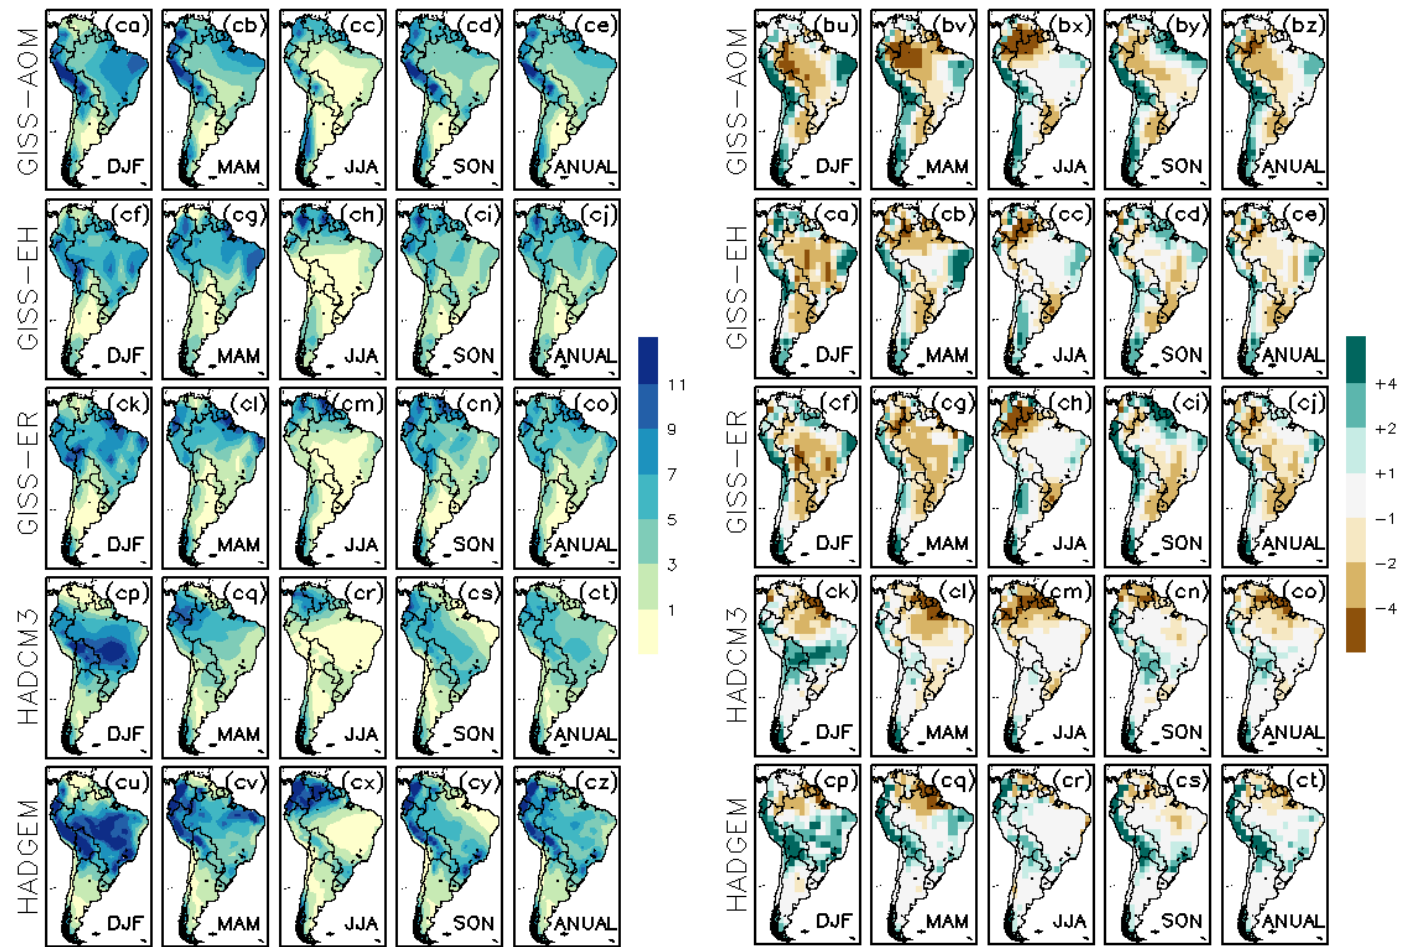 GISS-AOM (ca) DJF (cb) MAM (cc) JJA (cd) SON (ce) ANUAL
GISS-EH (cf) DJF (cg) MAM (ch) JJA (ci) SON (cj) ANUAL
GISS-ER (ck) DJF (cl) MAM (cm) JJA (cn) SON (co) ANUAL
HADCM3 (cp) DJF (cq) MAM (cr) JJA (cs) SON (ct) ANUAL
HADGEM (cu) DJF (cv) MAM (cx) JJA (cy) SON (cz) ANUAL
11
9
7
5
3
1
GISS-AOM (bu) DJF (bv) MAM (bx) JJA (by) SON (bz) ANUAL
GISS-EH (ca) DJF (cb) MAM (cc) JJA (cd) SON (ce) ANUAL
GISS-ER (cf) DJF (cg) MAM (ch) JJA (ci) SON (cj) ANUAL
HADCM3 (ck) DJF (cl) MAM (cm) JJA (cn) SON (co) ANUAL
HADGEM (cp) DJF (cq) MAM (cr) JJA (cs) SON (ct) ANUAL
+4
+2
+1
-1
-2
-4